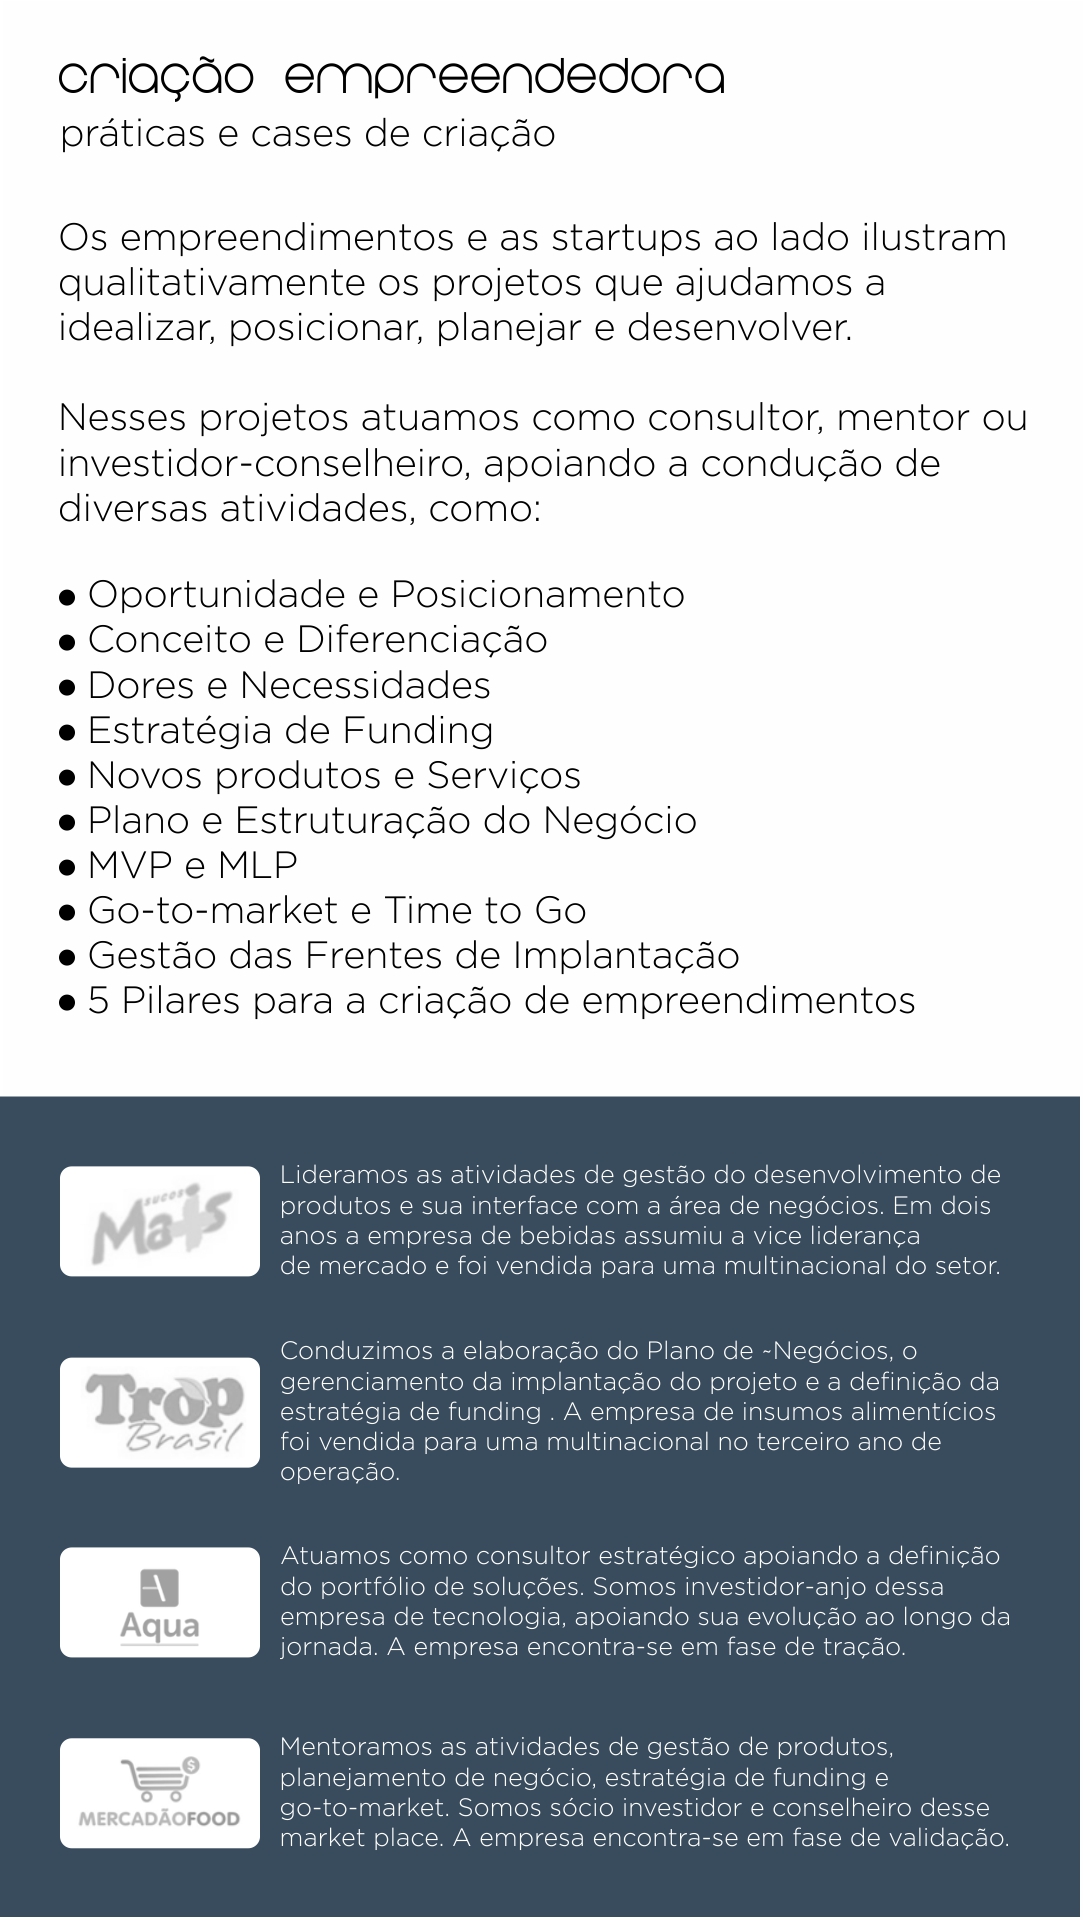 criação empreendedora
práticas e cases de criação
Os empreendimentos e as startups ao lado ilustram
qualitativamente os projetos que ajudamos a
idealizar, posicionar, planejar e desenvolver.
Nesses projetos atuamos como consultor, mentor ou
investidor-conselheiro, apoiando a condução de
diversas atividades, como:
• Oportunidade e Posicionamento
• Conceito e Diferenciação
• Dores e Necessidades
• Estratégia de Funding
• Novos produtos e Serviços
• Plano e Estruturação do Negócio
• MVP e MLP
• Go-to-market e Time to Go
• Gestão das Frentes de Implantação
• 5 Pilares para a criação de empreendimentos
sucos
Mais
Lideramos as atividades de gestão do desenvolvimento de
produtos e sua interface com a área de negócios. Em dois
anos a empresa de bebidas assumiu a vice liderança
de mercado e foi vendida para uma multinacional do setor.
Trop
Brasil
Conduzimos a elaboração do Plano de ~Negócios, o
gerenciamento da implantação do projeto e a definição da
estratégia de funding . A empresa de insumos alimentícios
foi vendida para uma multinacional no terceiro ano de
operação.
Aqua
Atuamos como consultor estratégico apoiando a definição
do portfólio de soluções. Somos investidor-anjo dessa
empresa de tecnologia, apoiando sua evolução ao longo da
jornada. A empresa encontra-se em fase de tração.
$
MERCADÃOFOOD
Mentoramos as atividades de gestão de produtos,
planejamento de negócio, estratégia de funding e
go-to-market. Somos sócio investidor e conselheiro desse
market place. A empresa encontra-se em fase de validação.